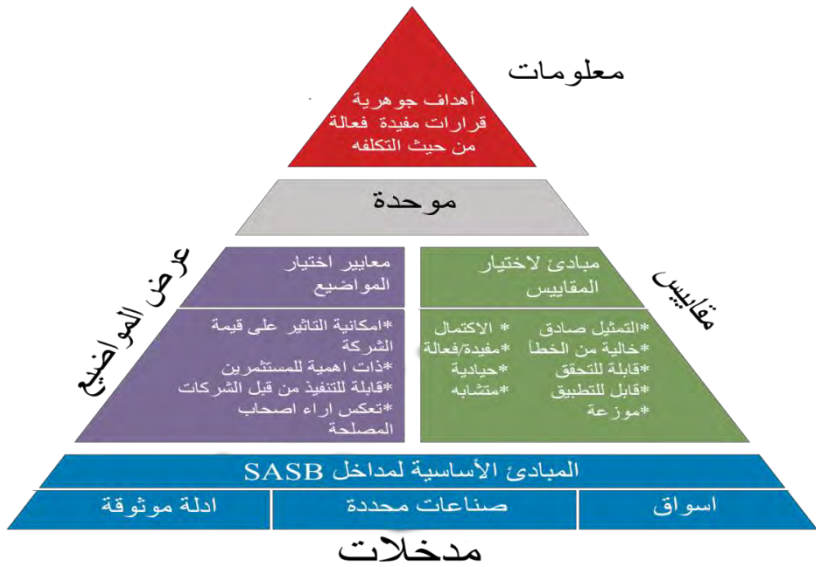 معلومات
أهداف جوهرية
قرارات مفيدة فعالة
من حيث التكلفه
موحدة
مبادئ لاختيار
المقاييس
معايير اختيار
المواضيع
مقاييس
*التمثيل صادق
*خالية من الخطأ
*قابلة للتحقق
*قابل للتطبيق
*موزعة
* الاكتمال
*مفيدة/فعالة
*حيادية
*متشابه
*امكانية التاثير على قيمة
الشركة
*ذات اهمية للمستثمرين
*قابلة للتنفيذ من قبل الشركات
*تعكس اراء اصحاب
المصلحة
عرض المواضيع
المبادئ الأساسية لمداخل SASB
اسواق
صناعات محددة
ادلة موثوقة
مدخلات